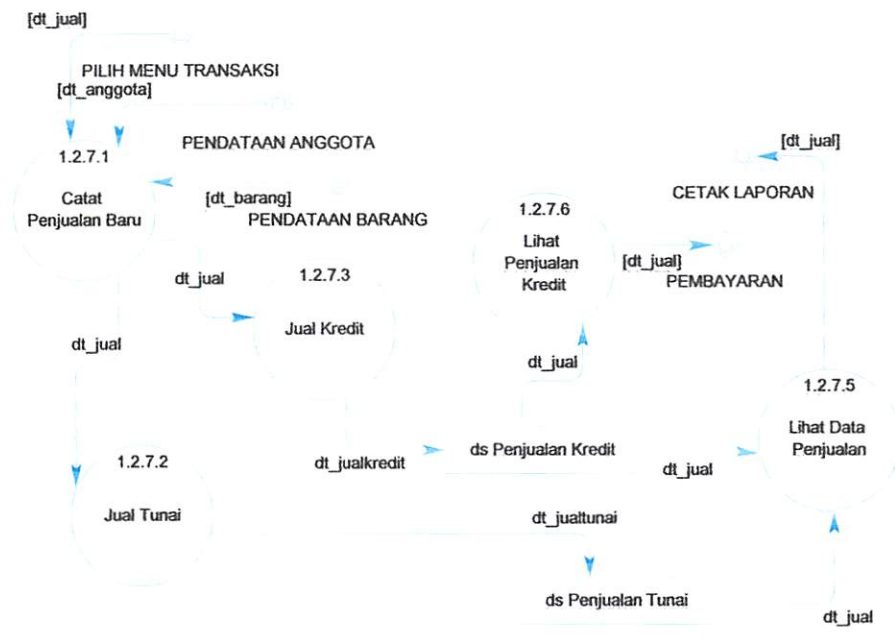 [dt_jual]
PILIH MENU TRANSAKSI
[dt_anggota]
PENDATAAN ANGGOTA
1.2.7.1
Catat
Penjualan Baru
[dt_barang]
PENDATAAN BARANG
dt_jual
1.2.7.3
Jual Kredit
dt_jual
1.2.7.2
Jual Tunai
dt_jualkredit
ds Penjualan Kredit
dt_jual
1.2.7.6
Lihat
Penjualan
Kredit
[dt_jual]
PEMBAYARAN
[dt_jual]
CETAK LAPORAN
1.2.7.5
Lihat Data
Penjualan
dt_jual
dt_jualtunai
ds Penjualan Tunai
dt_jual